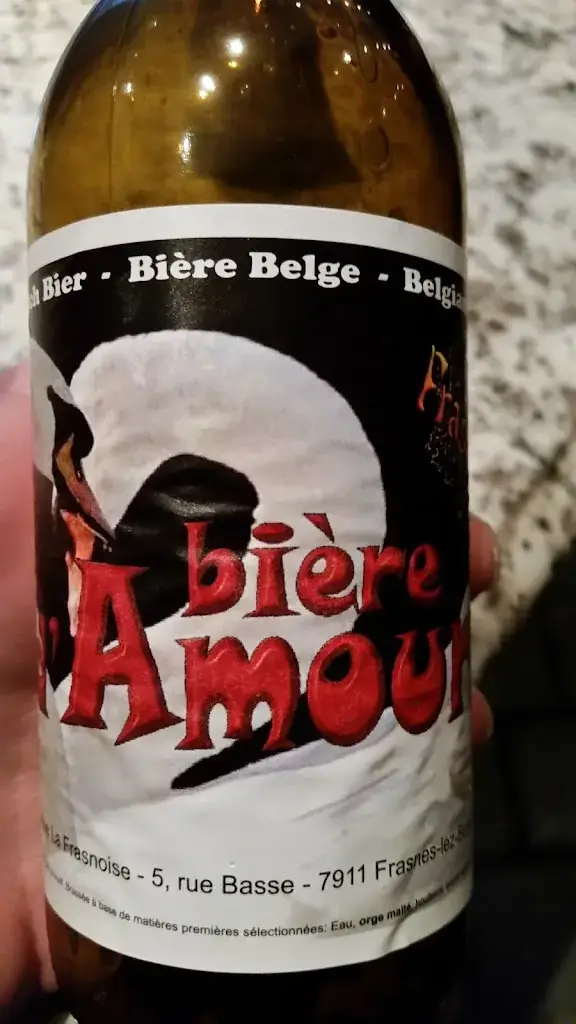 Bier - Bière Belge -
bière
d'Amour
La Frasnoise - 5, rue Basse - 7911 Frasnes-lez-
Brassée à base de matières premières sélectionnées: Eau, orge malté, houblons